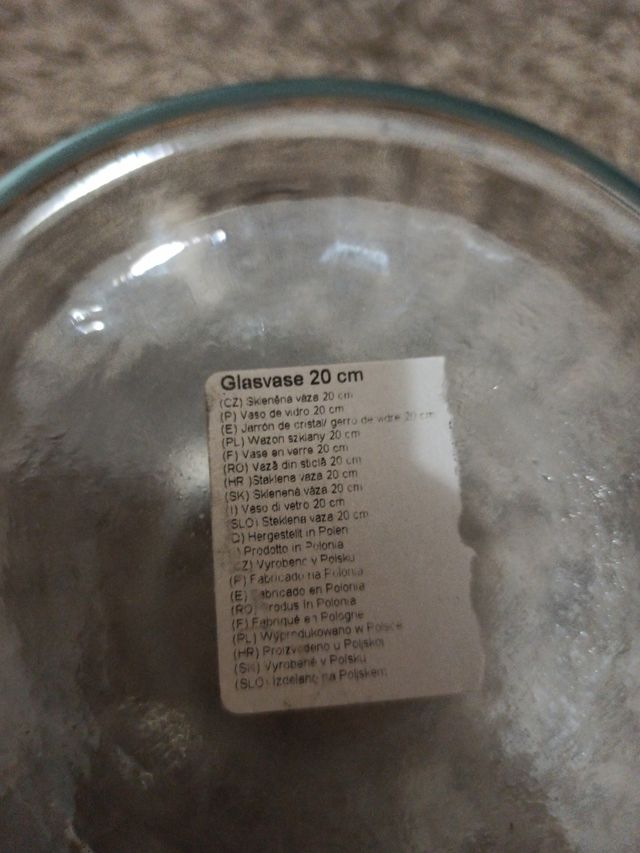 Glasvase 20 cm
(CZ) Skleněna váza 20 cm
(P) Vaso de vidro 20 cm
(E) Jarrón de cristal/ gerro de vidre 20 cm
(PL) Wazon szklany 20 cm
(F) Vase en verre 20 cm
(RO) Vază din sticlă 20 cm
(HR )Staklena vaza 20 cm
(SK) Sklenená váza 20 cm
(I) Vaso di vetro 20 cm
SLO) Steklena vaza 20 cm
D) Hergestellt in Polen
) Prodotto in Polonia
CZ) Vyrobeno v Polsku
(P) Fabricado na Polonia
(E) Fabricado en Polonia
(RO) Produs în Polonia
(F) Fabriqué en Pologne
(PL) Wyprodukowano w Polsce
(HR) Proizvedeno u Poljskoj
(SK) Vyrobené v Poľsku
(SLO) Izdelano na Poljskem